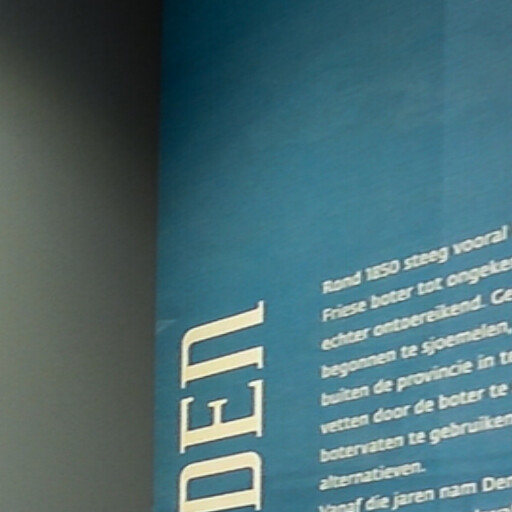 DEN
Rond 1850 steeg vooral
Friese boter tot ongeke
echter ontoereikend. Ge
begonnen te sjoemelen,
buiten de provincie in te
vetten door de boter te
botervaten te gebruiken
alternatieven.
Vanaf die jaren nam Den